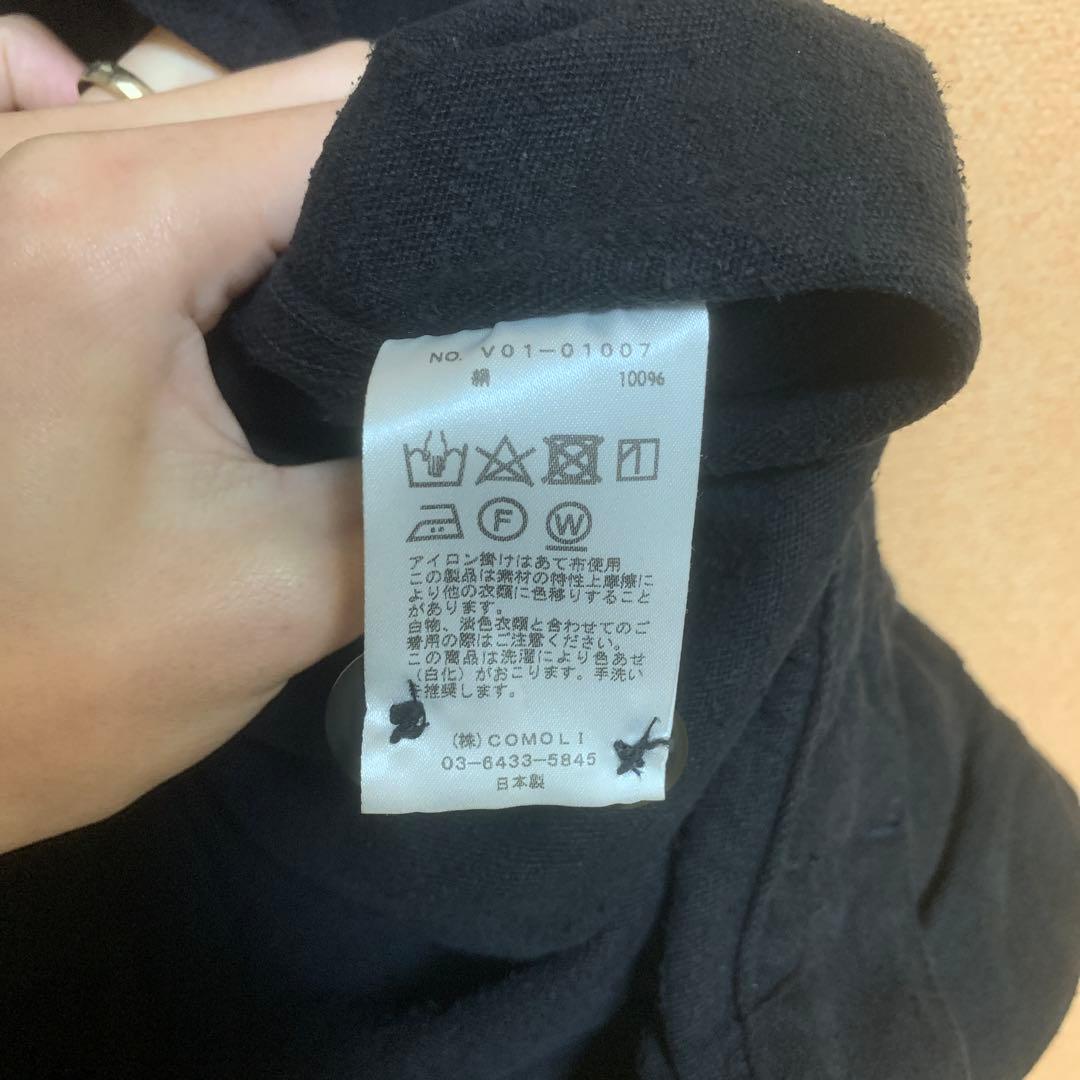 NO. V01-01007
絹 100%
F W
アイロン掛けはあて布使用
この製品は素材の特性上摩擦に
より他の衣類に色移りすること
があります。
白物、淡色衣類と合わせてのご
着用の際はご注意ください。
この商品は洗濯により色あせ
(白化)がおこります。手洗い
を推奨します。
(株)COMOLI
03-6433-5845
日本製